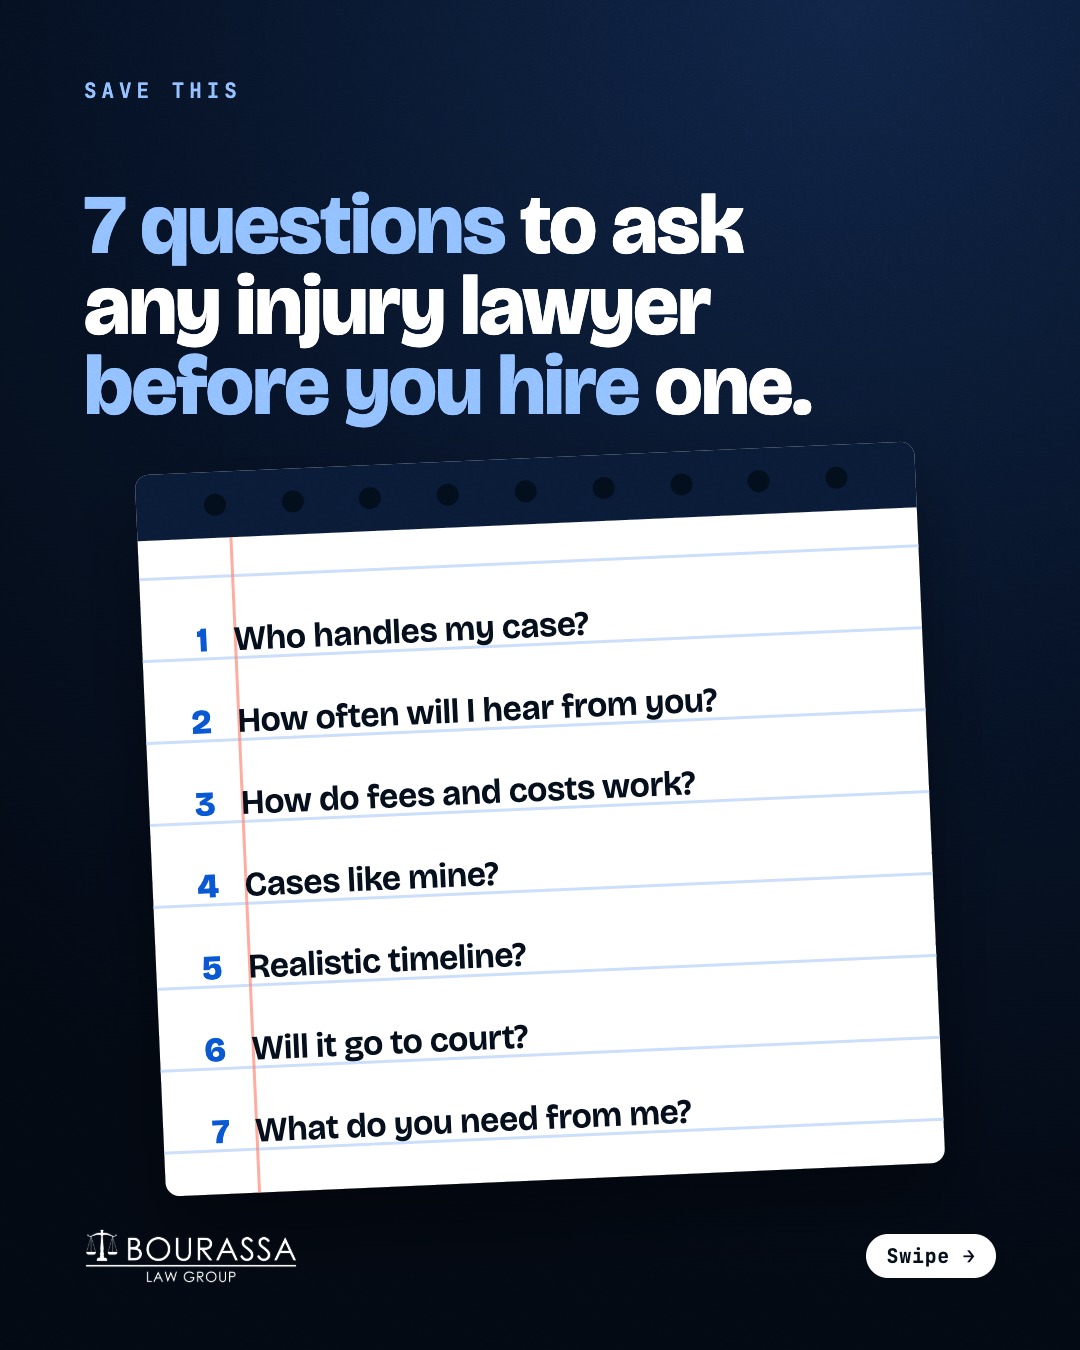 SAVE THIS
7 questions to ask
any injury lawyer
before you hire one.
1 Who handles my case?
2 How often will I hear from you?
3 How do fees and costs work?
4 Cases like mine?
5 Realistic timeline?
6 Will it go to court?
7 What do you need from me?
BOURASSA
LAW GROUP
Swipe →